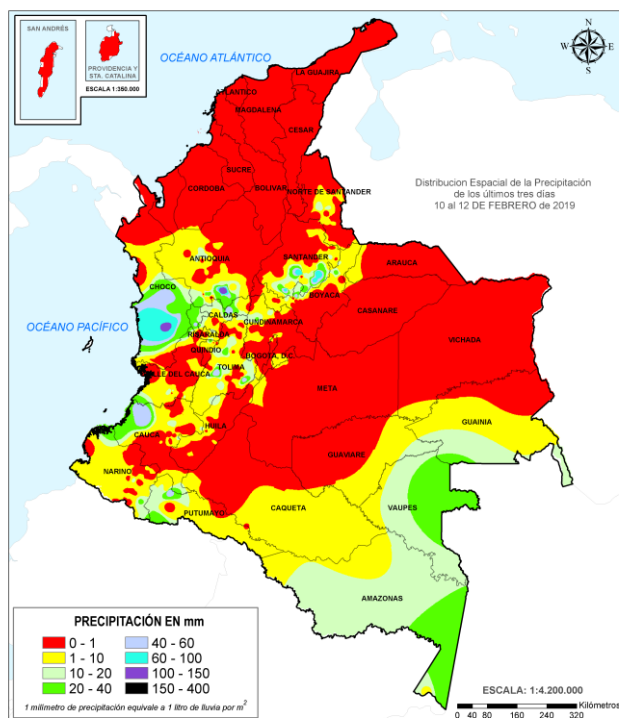 SAN ANDRÉS
PROVIDENCIA Y
STA. CATALINA
ESCALA 1:350.000
OCÉANO ATLÁNTICO
N
W E
S
LA GUAJIRA
ATLANTICO
MAGDALENA
CESAR
SUCRE
CORDOBA
BOLIVAR
NORTE DE SANTANDER
Distribucion Espacial de la Precipitación
de los últimos tres días
10 al 12 DE FEBRERO de 2019
ANTIOQUIA
SANTANDER
ARAUCA
CHOCO
BOYACA
CASANARE
CALDAS
CUNDINAMARCA
OCÉANO PACÍFICO
RISARALDA
VICHADA
QUINDIO
BOGOTA, D.C.
TOLIMA
VALLE DEL CAUCA
META
GUAINIA
HUILA
CAUCA
GUAVIARE
NARIÑO
CAQUETA
VAUPES
PUTUMAYO
AMAZONAS
PRECIPITACIÓN EN mm
0 - 1 40 - 60
1 - 10 60 - 100
10 - 20 100 - 150
20 - 40 150 - 400
1 milimetro de precipitación equivale a 1 litro de lluvia por m²
ESCALA: 1:4.200.000
Kilómetros
0 40 80 160 240 320